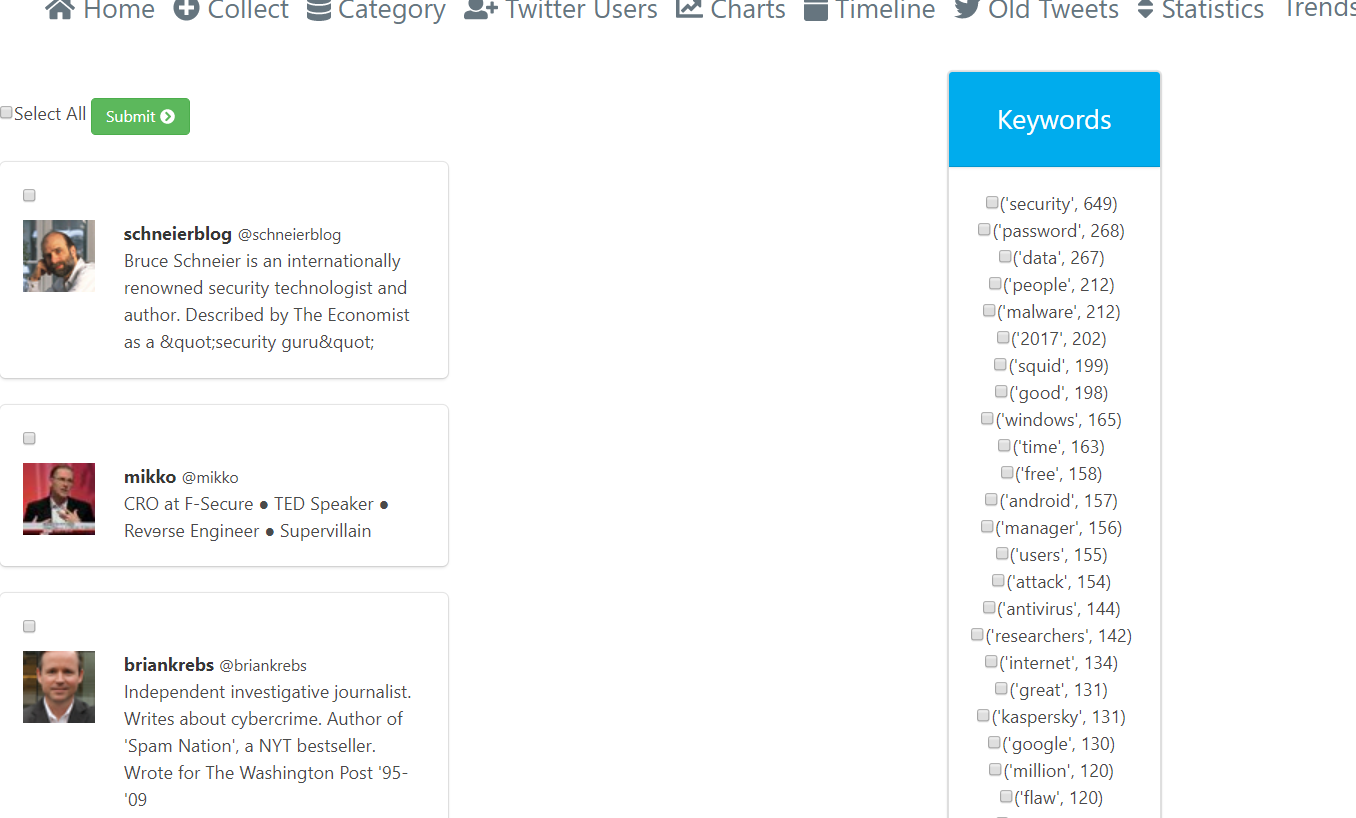 Home Collect Category Twitter Users Charts Timeline Old Tweets Statistics Trends
Select All Submit
schneierblog @schneierblog
Bruce Schneier is an internationally
renowned security technologist and
author. Described by The Economist
as a &quot;security guru&quot;
mikko @mikko
CRO at F-Secure ● TED Speaker ●
Revɘrse Engineer ● Supervillain
briankrebs @briankrebs
Independent investigative journalist.
Writes about cybercrime. Author of
'Spam Nation', a NYT bestseller.
Wrote for The Washington Post '95-
'09
Keywords
('security', 649)
('password', 268)
('data', 267)
('people', 212)
('malware', 212)
('2017', 202)
('squid', 199)
('good', 198)
('windows', 165)
('time', 163)
('free', 158)
('android', 157)
('manager', 156)
('users', 155)
('attack', 154)
('antivirus', 144)
('researchers', 142)
('internet', 134)
('great', 131)
('kaspersky', 131)
('google', 130)
('million', 120)
('flaw', 120)